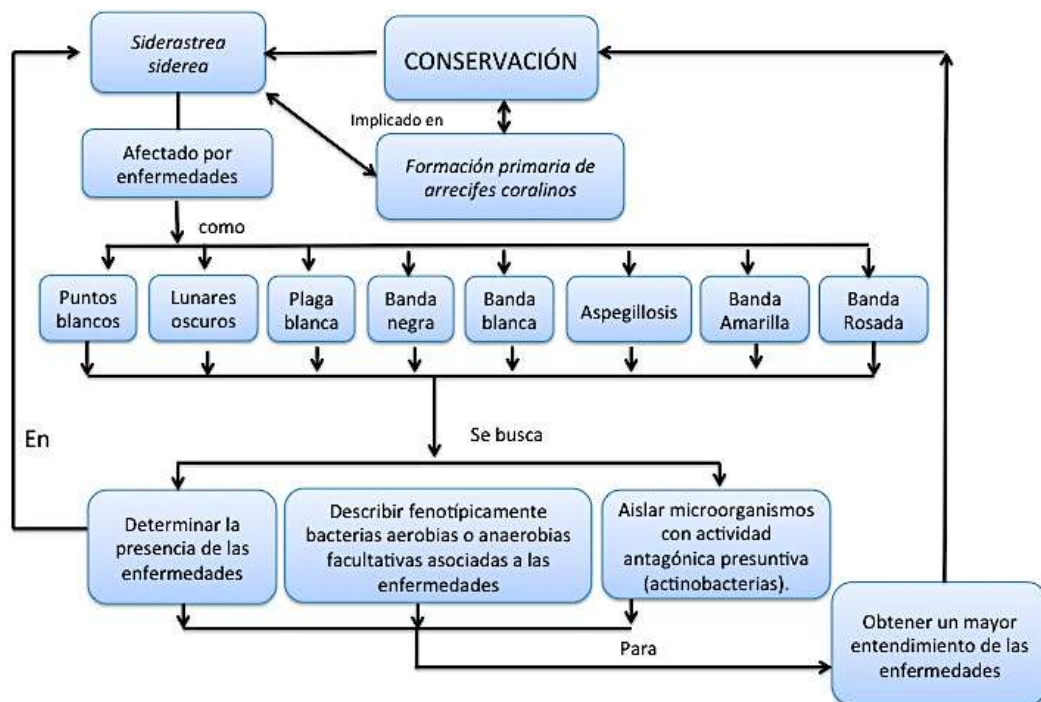 Siderastrea
siderea
CONSERVACIÓN
Implicado en
Afectado por
enfermedades
Formación primaria de
arrecifes coralinos
como
Puntos
blancos
Lunares
oscuros
Plaga
blanca
Banda
negra
Banda
blanca
Aspegillosis
Banda
Amarilla
Banda
Rosada
En
Se busca
Determinar la
presencia de las
enfermedades
Describir fenotípicamente
bacterias aerobias o anaerobias
facultativas asociadas a las
enfermedades
Aislar microorganismos
con actividad
antagónica presuntiva
(actinobacterias).
Para
Obtener un mayor
entendimiento de las
enfermedades